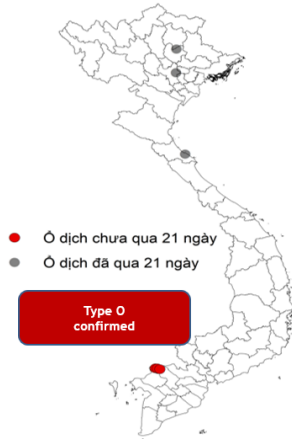 Ổ dịch chưa qua 21 ngày
Ổ dịch đã qua 21 ngày
Type O
confirmed